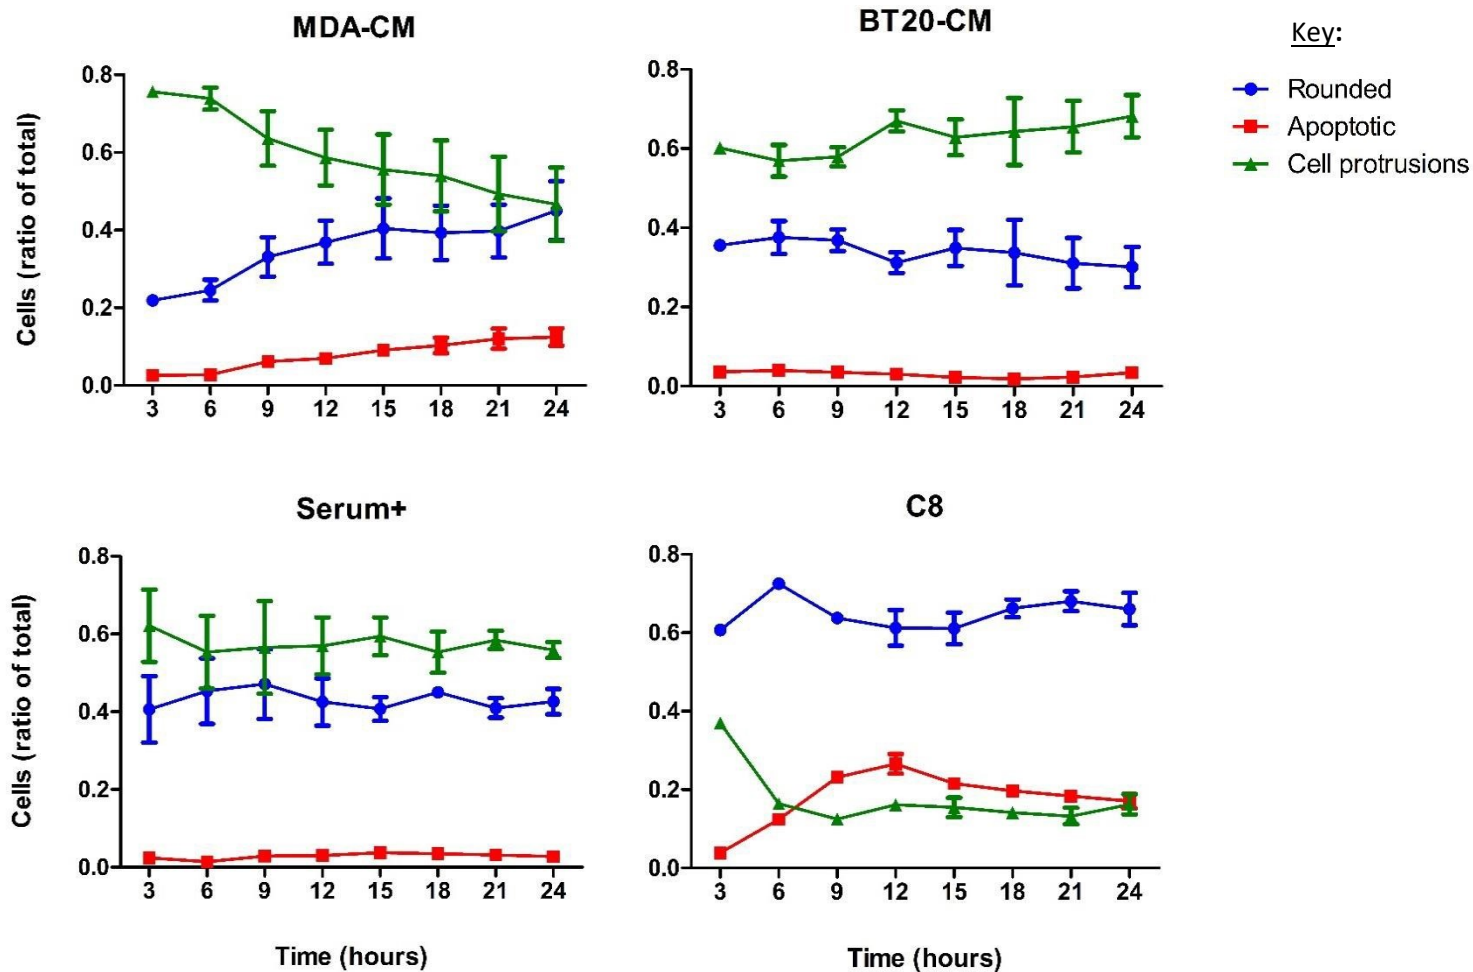 MDA-CM
BT20-CM
Key:
Rounded
Apoptotic
Cell protrusions
Cells (ratio of total)
0.8
0.6
0.4
0.2
0.0
3 6 9 12 15 18 21 24
0.8
0.6
0.4
0.2
0.0
3 6 9 12 15 18 21 24
Serum+
C8
Cells (ratio of total)
0.8
0.6
0.4
0.2
0.0
3 6 9 12 15 18 21 24
Time (hours)
0.8
0.6
0.4
0.2
0.0
3 6 9 12 15 18 21 24
Time (hours)